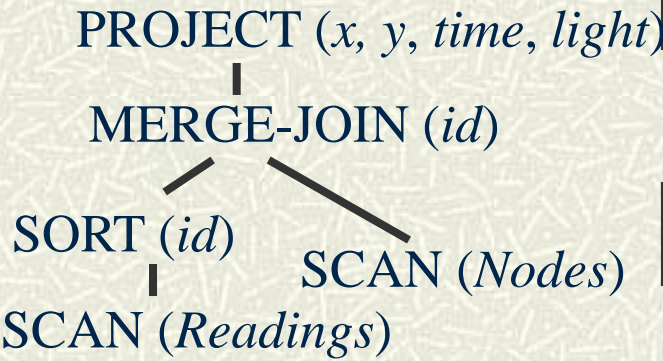 PROJECT (x, y, time, light)
MERGE-JOIN (id)
SORT (id)
SCAN (Nodes)
SCAN (Readings)